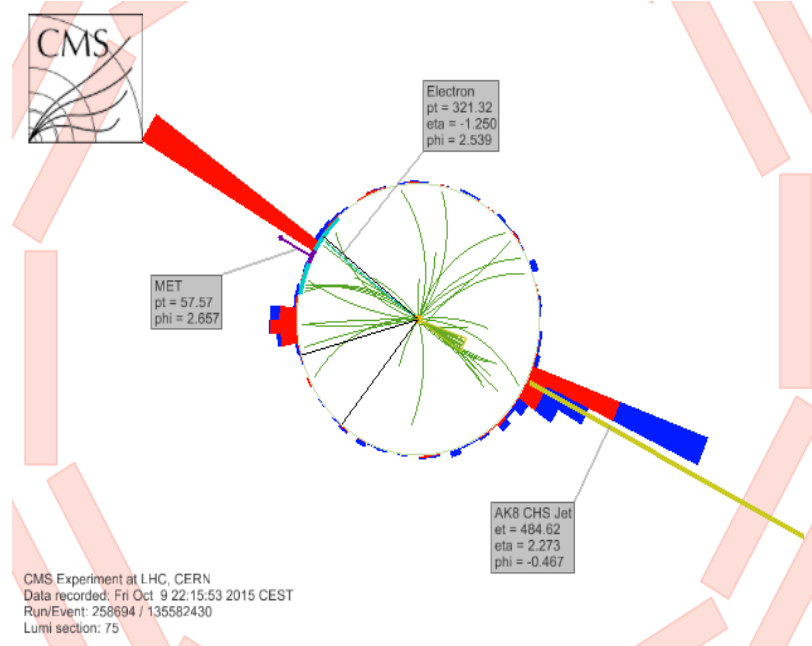 CMS
Electron
pt = 321.32
eta = -1.250
phi = 2.539
MET
pt = 57.57
phi = 2.657
AK8 CHS Jet
et = 484.62
eta = 2.273
phi = -0.467
CMS Experiment at LHC, CERN
Data recorded: Fri Oct  9 22:15:53 2015 CEST
Run/Event: 258694 / 135582430
Lumi section: 75